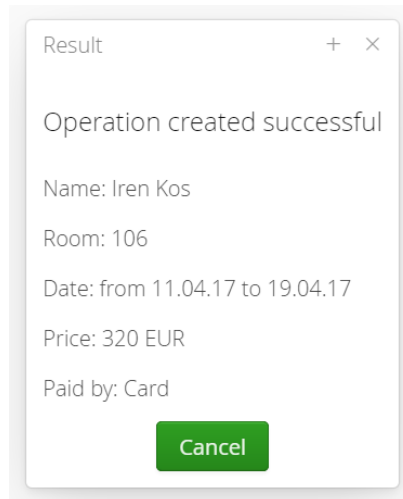 Result + ×
Operation created successful
Name: Iren Kos
Room: 106
Date: from 11.04.17 to 19.04.17
Price: 320 EUR
Paid by: Card
Cancel